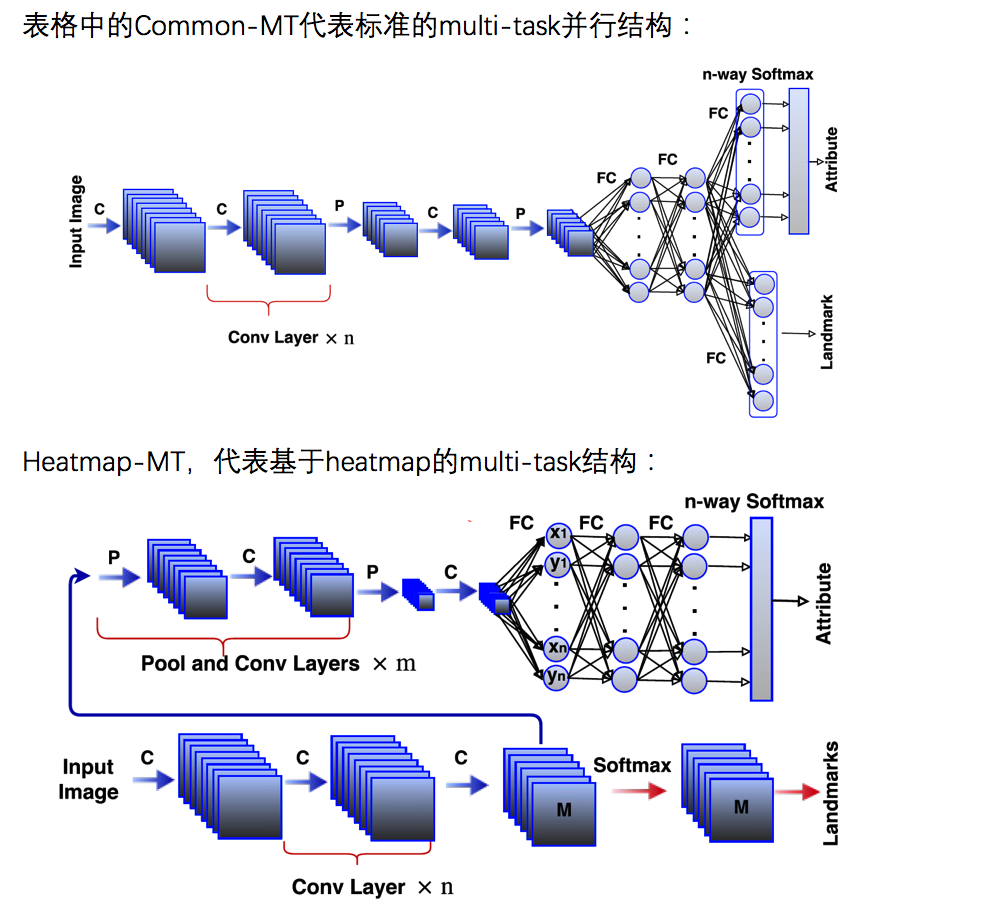 表格中的Common-MT代表标准的multi-task并行结构：
n-way Softmax
FC
FC
FC
Attribute
Input Image
C
C
P
C
P
Conv Layer × n
FC
Landmark
Heatmap-MT，代表基于heatmap的multi-task结构：
n-way Softmax
FC
FC
FC
P
C
P
C
x1
y1
xn
yn
Attribute
Pool and Conv Layers × m
Input
Image
C
C
C
M
Softmax
M
Landmarks
Conv Layer × n